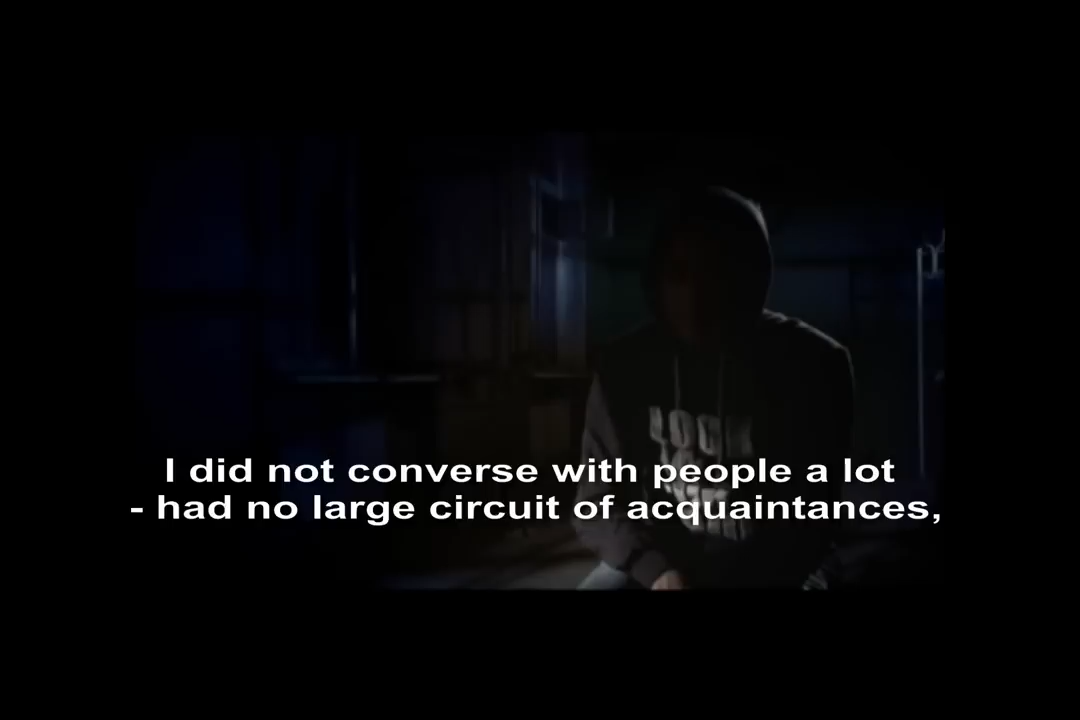 I did not converse with people a lot
- had no large circuit of acquaintances,